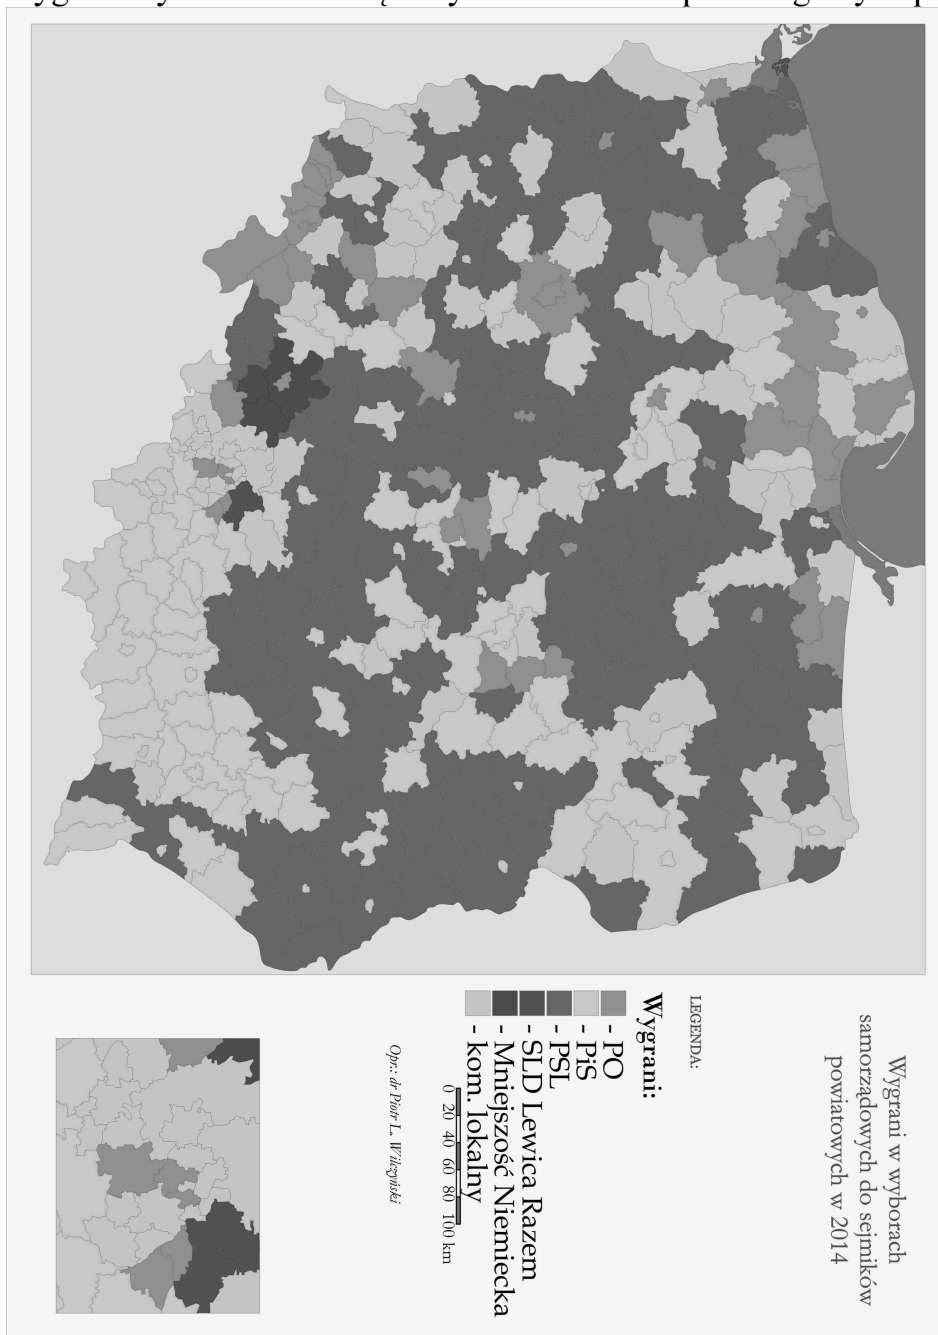 Wygrani w wyborach
samorządowych do sejmików
powiatowych w 2014
LEGENDA:
Wygrani:
- PO
- PiS
- PSL
- SLD Lewica Razem
- Mniejszość Niemiecka
- kom. lokalny
0 20 40 60 80 100 km
Opr.: dr Piotr L. Wilczyński